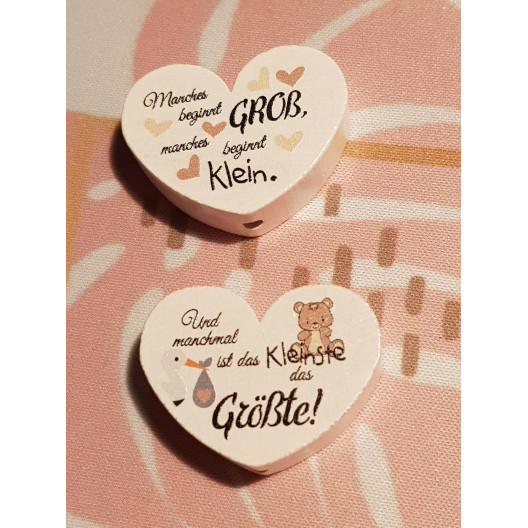 Manches
beginnt GROß,
manches beginnt
Klein.
Und
manchmal
ist das Kleinste
das
Größte!